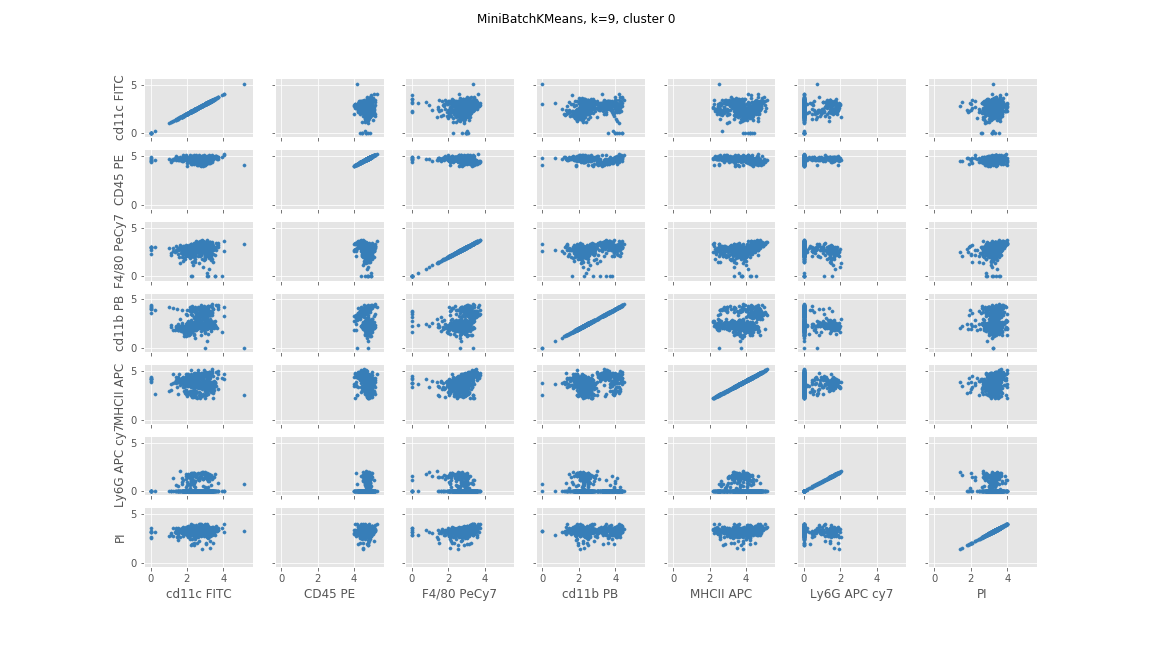 MiniBatchKMeans, k=9, cluster 0
cd11c FITC
5
0
CD45 PE
5
0
F4/80 PeCy7
5
0
cd11b PB
5
0
MHCII APC
5
0
Ly6G APC cy7
5
0
PI
5
0
0 2 4 0 2 4 0 2 4 0 2 4 0 2 4 0 2 4 0 2 4
cd11c FITC CD45 PE F4/80 PeCy7 cd11b PB MHCII APC Ly6G APC cy7 PI